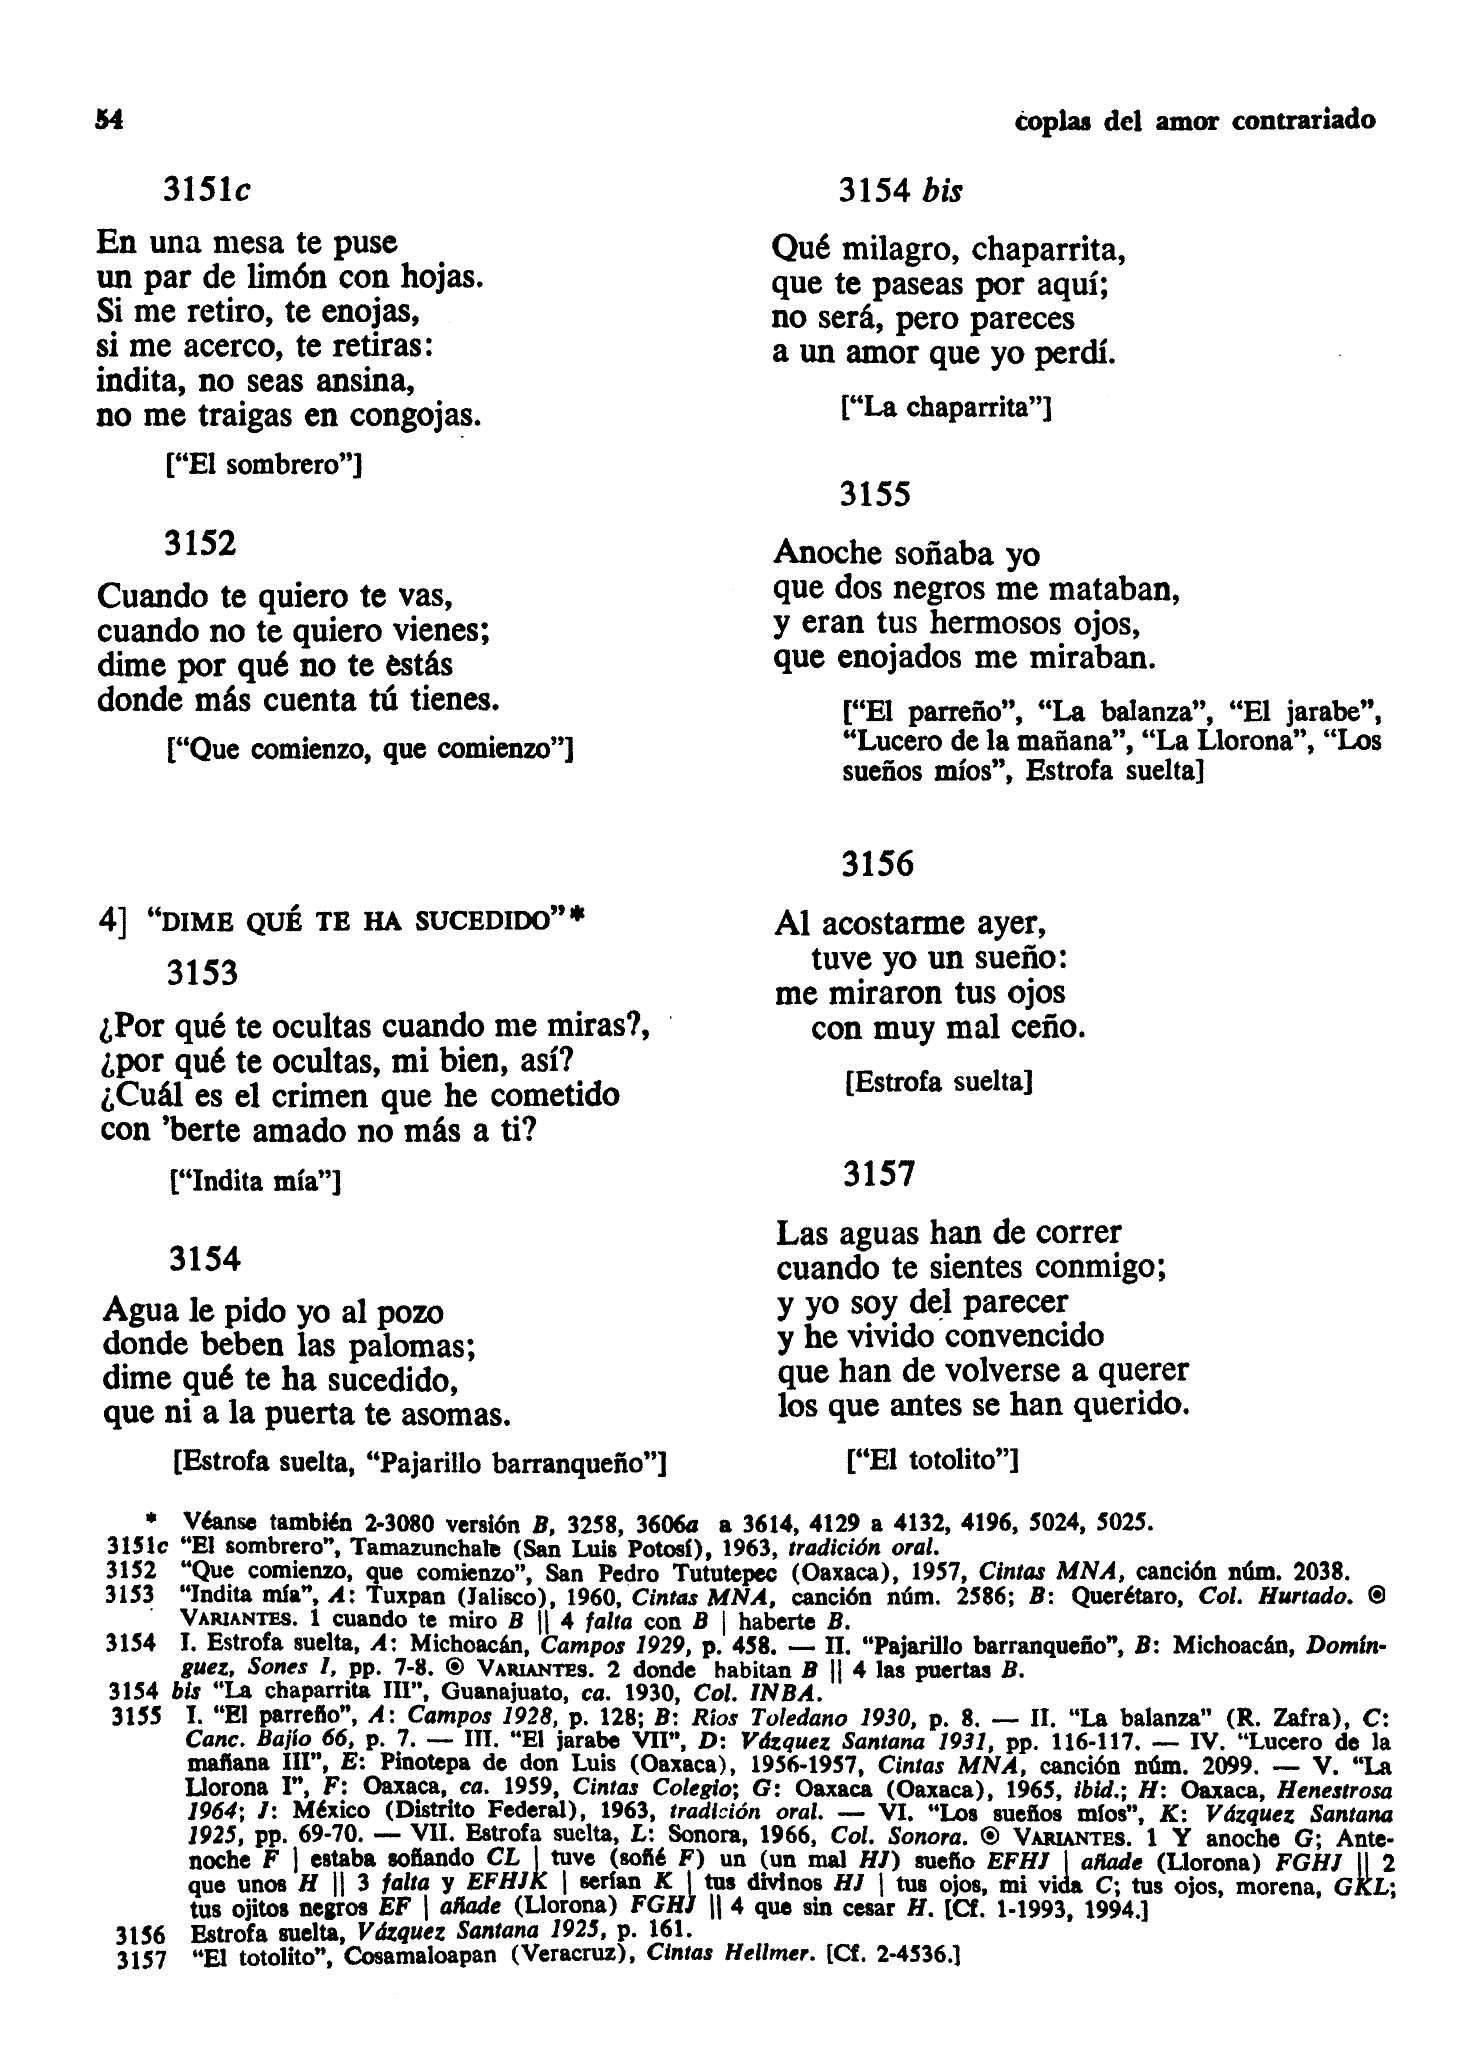 54
coplas del amor contrariado
3151c
En una mesa te puse
un par de limón con hojas.
Si me retiro, te enojas,
si me acerco, te retiras:
indita, no seas ansina,
no me traigas en congojas.
["El sombrero"]
3152
Cuando te quiero te vas,
cuando no te quiero vienes;
dime por qué no te estás
donde más cuenta tú tienes.
["Que comienzo, que comienzo"]
4] "DIME QUÉ TE HA SUCEDIDO"*
3153
¿Por qué te ocultas cuando me miras?,
¿por qué te ocultas, mi bien, así?
¿Cuál es el crimen que he cometido
con 'berte amado no más a ti?
["Indita mía"]
3154
Agua le pido yo al pozo
donde beben las palomas;
dime qué te ha sucedido,
que ni a la puerta te asomas.
[Estrofa suelta, "Pajarillo barranqueño"]
3154 bis
Qué milagro, chaparrita,
que te paseas por aquí;
no será, pero pareces
a un amor que yo perdí.
["La chaparrita"]
3155
Anoche soñaba yo
que dos negros me mataban,
y eran tus hermosos ojos,
que enojados me miraban.
["El parreño", "La balanza", "El jarabe",
"Lucero de la mañana", "La Llorona", "Los
sueños míos", Estrofa suelta]
3156
Al acostarme ayer,
tuve yo un sueño:
me miraron tus ojos
con muy mal ceño.
[Estrofa suelta]
3157
Las aguas han de correr
cuando te sientes conmigo;
y yo soy del parecer
y he vivido convencido
que han de volverse a querer
los que antes se han querido.
["El totolito"]
* Véanse también 2-3080 versión B, 3258, 3606a a 3614, 4129 a 4132, 4196, 5024, 5025.
3151c "El sombrero", Tamazunchale (San Luis Potosí), 1963, tradición oral.
3152 "Que comienzo, que comienzo", San Pedro Tututepec (Oaxaca), 1957, Cintas MNA, canción núm. 2038.
3153 "Indita mía", A: Tuxpan (Jalisco), 1960, Cintas MNA, canción núm. 2586; B: Querétaro, Col. Hurtado. ⊙
VARIANTES. 1 cuando te miro B || 4 falta con B | haberte B.
3154 I. Estrofa suelta, A: Michoacán, Campos 1929, p. 458. — II. "Pajarillo barranqueño", B: Michoacán, Domín-
guez, Sones I, pp. 7-8. ⊙ VARIANTES. 2 donde habitan B || 4 las puertas B.
3154 bis "La chaparrita III", Guanajuato, ca. 1930, Col. INBA.
3155 I. "El parreño", A: Campos 1928, p. 128; B: Ríos Toledano 1930, p. 8. — II. "La balanza" (R. Zafra), C:
Canc. Bajío 66, p. 7. — III. "El jarabe VII", D: Vázquez Santana 1931, pp. 116-117. — IV. "Lucero de la
mañana III", E: Pinotepa de don Luis (Oaxaca), 1956-1957, Cintas MNA, canción núm. 2099. — V. "La
Llorona I", F: Oaxaca, ca. 1959, Cintas Colegio; G: Oaxaca (Oaxaca), 1965, ibid.; H: Oaxaca, Henestrosa
1964; J: México (Distrito Federal), 1963, tradición oral. — VI. "Los sueños míos", K: Vázquez Santana
1925, pp. 69-70. — VII. Estrofa suelta, L: Sonora, 1966, Col. Sonora. ⊙ VARIANTES. 1 Y anoche G; Ante-
noche F | estaba soñando CL | tuve (soñé F) un (un mal HJ) sueño EFHJ | añade (Llorona) FGHJ || 2
que unos H || 3 falta y EFHJK | serían K | tus divinos HJ | tus ojos, mi vida C; tus ojos, morena, GKL;
tus ojitos negros EF | añade (Llorona) FGHJ || 4 que sin cesar H. [Cf. 1-1993, 1994.]
3156 Estrofa suelta, Vázquez Santana 1925, p. 161.
3157 "El totolito", Cosamaloapan (Veracruz), Cintas Hellmer. [Cf. 2-4536.]